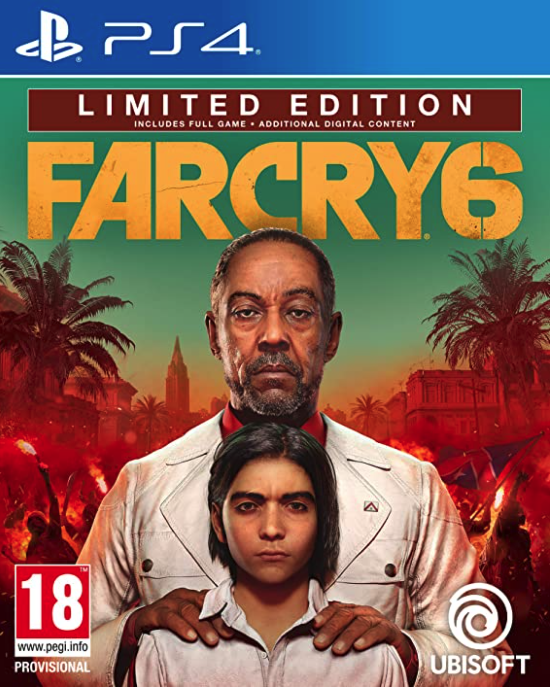 PS4
LIMITED EDITION
INCLUDES FULL GAME • ADDITIONAL DIGITAL CONTENT
FARCRY6
18
www.pegi.info
PROVISIONAL
UBISOFT